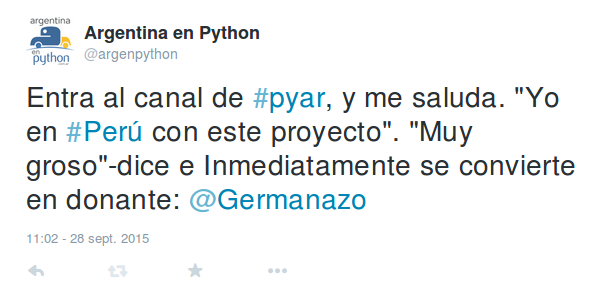 argentina
en
python
Argentina en Python
@argenpython
Entra al canal de #pyar, y me saluda. "Yo
en #Perú con este proyecto". "Muy
groso"-dice e Inmediatamente se convierte
en donante: @Germanazo
11:02 - 28 sept. 2015